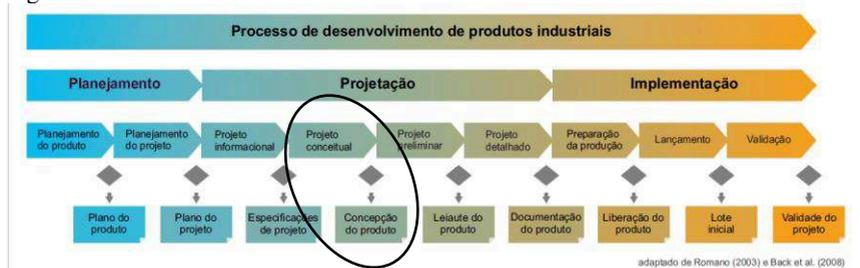 Processo de desenvolvimento de produtos industriais
Planejamento
Projetação
Implementação
Planejamento
do produto
Planejamento
do projeto
Projeto
informacional
Projeto
conceitual
Projeto
preliminar
Projeto
detalhado
Preparação
da produção
Lançamento
Validação
Plano do
produto
Plano do
projeto
Especificações
de projeto
Concepção
do produto
Leiaute do
produto
Documentação
do produto
Liberação do
produto
Lote
inicial
Validade do
projeto
adaptado de Romano (2003) e Back et al. (2008)